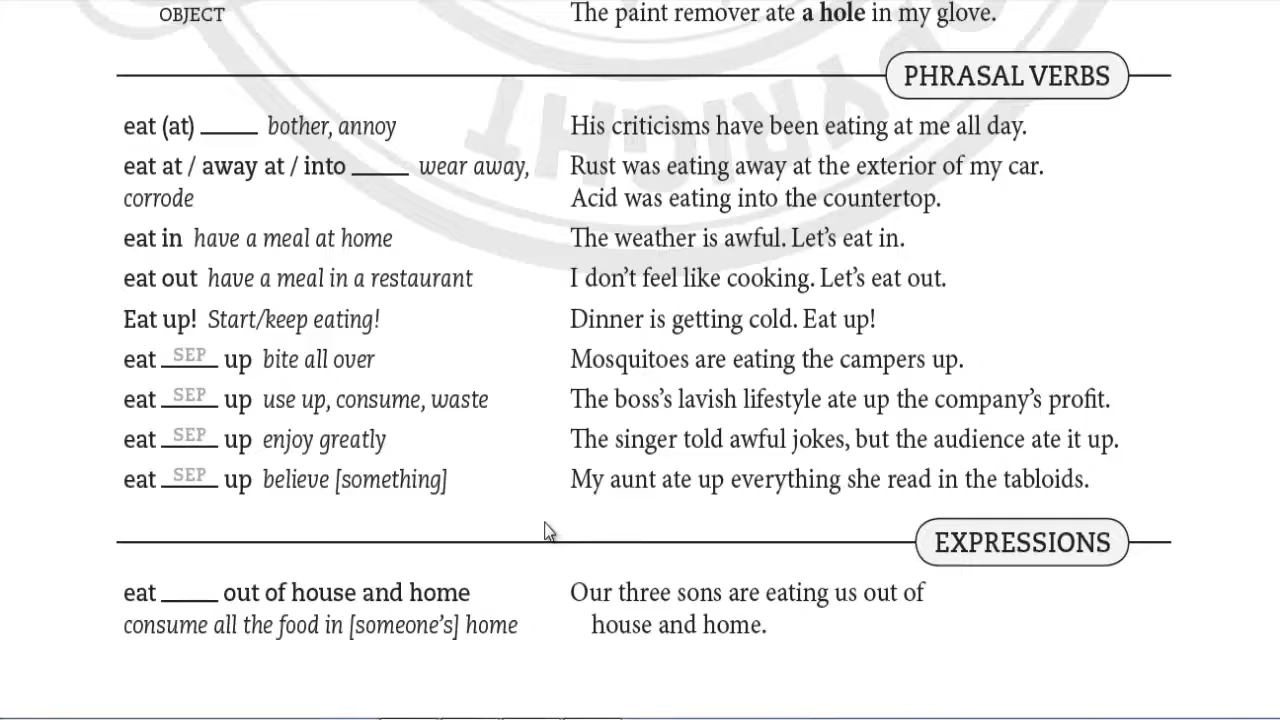 OBJECT The paint remover ate a hole in my glove.
PHRASAL VERBS
eat (at) _____ bother, annoy His criticisms have been eating at me all day.
eat at / away at / into _____ wear away, Rust was eating away at the exterior of my car.
corrode Acid was eating into the countertop.
eat in have a meal at home The weather is awful. Let’s eat in.
eat out have a meal in a restaurant I don’t feel like cooking. Let’s eat out.
Eat up! Start/keep eating! Dinner is getting cold. Eat up!
eat SEP up bite all over Mosquitoes are eating the campers up.
eat SEP up use up, consume, waste The boss’s lavish lifestyle ate up the company’s profit.
eat SEP up enjoy greatly The singer told awful jokes, but the audience ate it up.
eat SEP up believe [something] My aunt ate up everything she read in the tabloids.
EXPRESSIONS
eat _____ out of house and home Our three sons are eating us out of
consume all the food in [someone’s] home house and home.